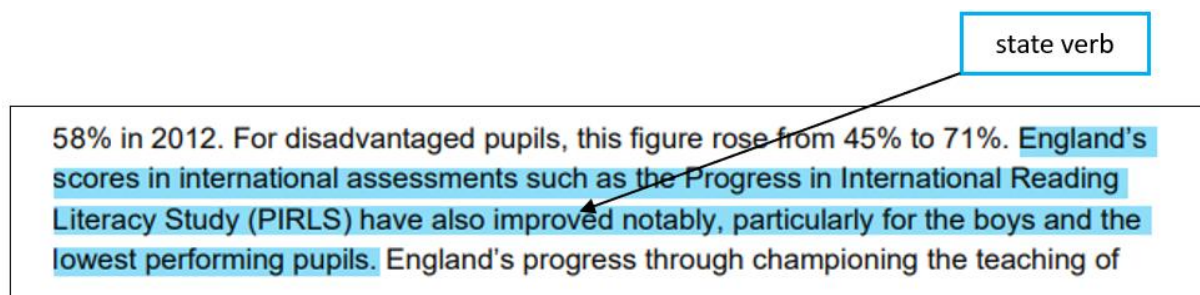 state verb
58% in 2012. For disadvantaged pupils, this figure rose from 45% to 71%. England’s
scores in international assessments such as the Progress in International Reading
Literacy Study (PIRLS) have also improved notably, particularly for the boys and the
lowest performing pupils. England’s progress through championing the teaching of